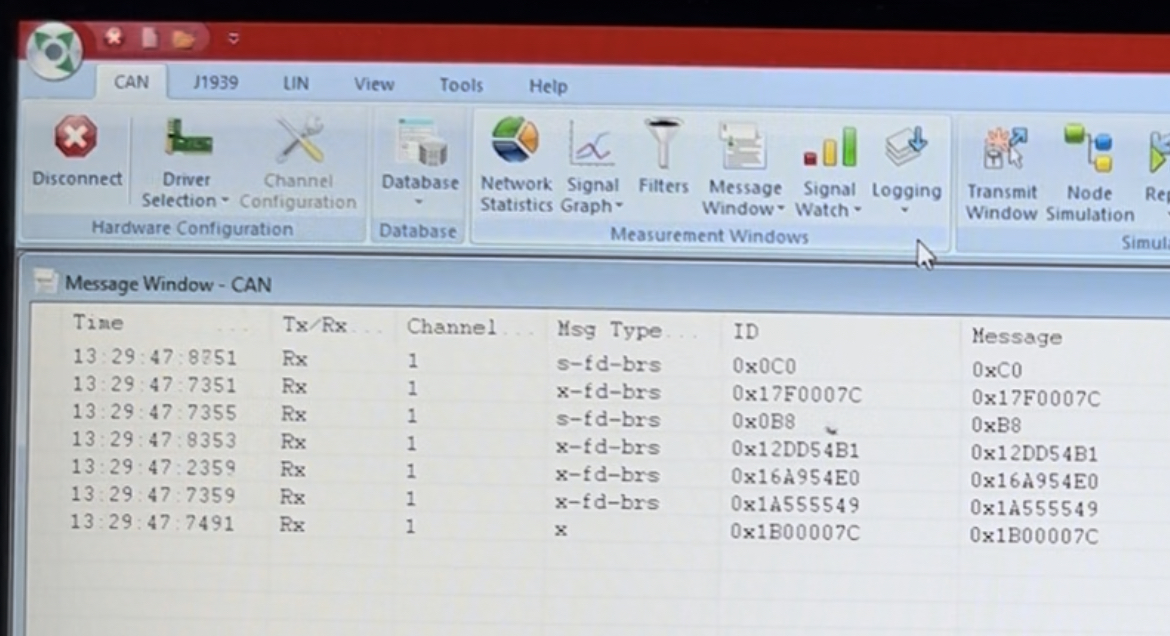 CAN J1939 LIN View Tools Help
Disconnect Driver Selection Channel Configuration Database Network Statistics Signal Graph Filters Message Window Signal Watch Logging Transmit Window Node Simulation Rep
Hardware Configuration Database Measurement Windows Simula
Message Window - CAN
Time ... Tx/Rx... Channel... Msg Type... ID Message
13:29:47:8751 Rx 1 s-fd-brs 0x0C0 0xC0
13:29:47:7351 Rx 1 x-fd-brs 0x17F0007C 0x17F0007C
13:29:47:7355 Rx 1 s-fd-brs 0x0B8 0xB8
13:29:47:8353 Rx 1 x-fd-brs 0x12DD54B1 0x12DD54B1
13:29:47:2359 Rx 1 x-fd-brs 0x16A954E0 0x16A954E0
13:29:47:7359 Rx 1 x-fd-brs 0x1A555549 0x1A555549
13:29:47:7491 Rx 1 x 0x1B00007C 0x1B00007C